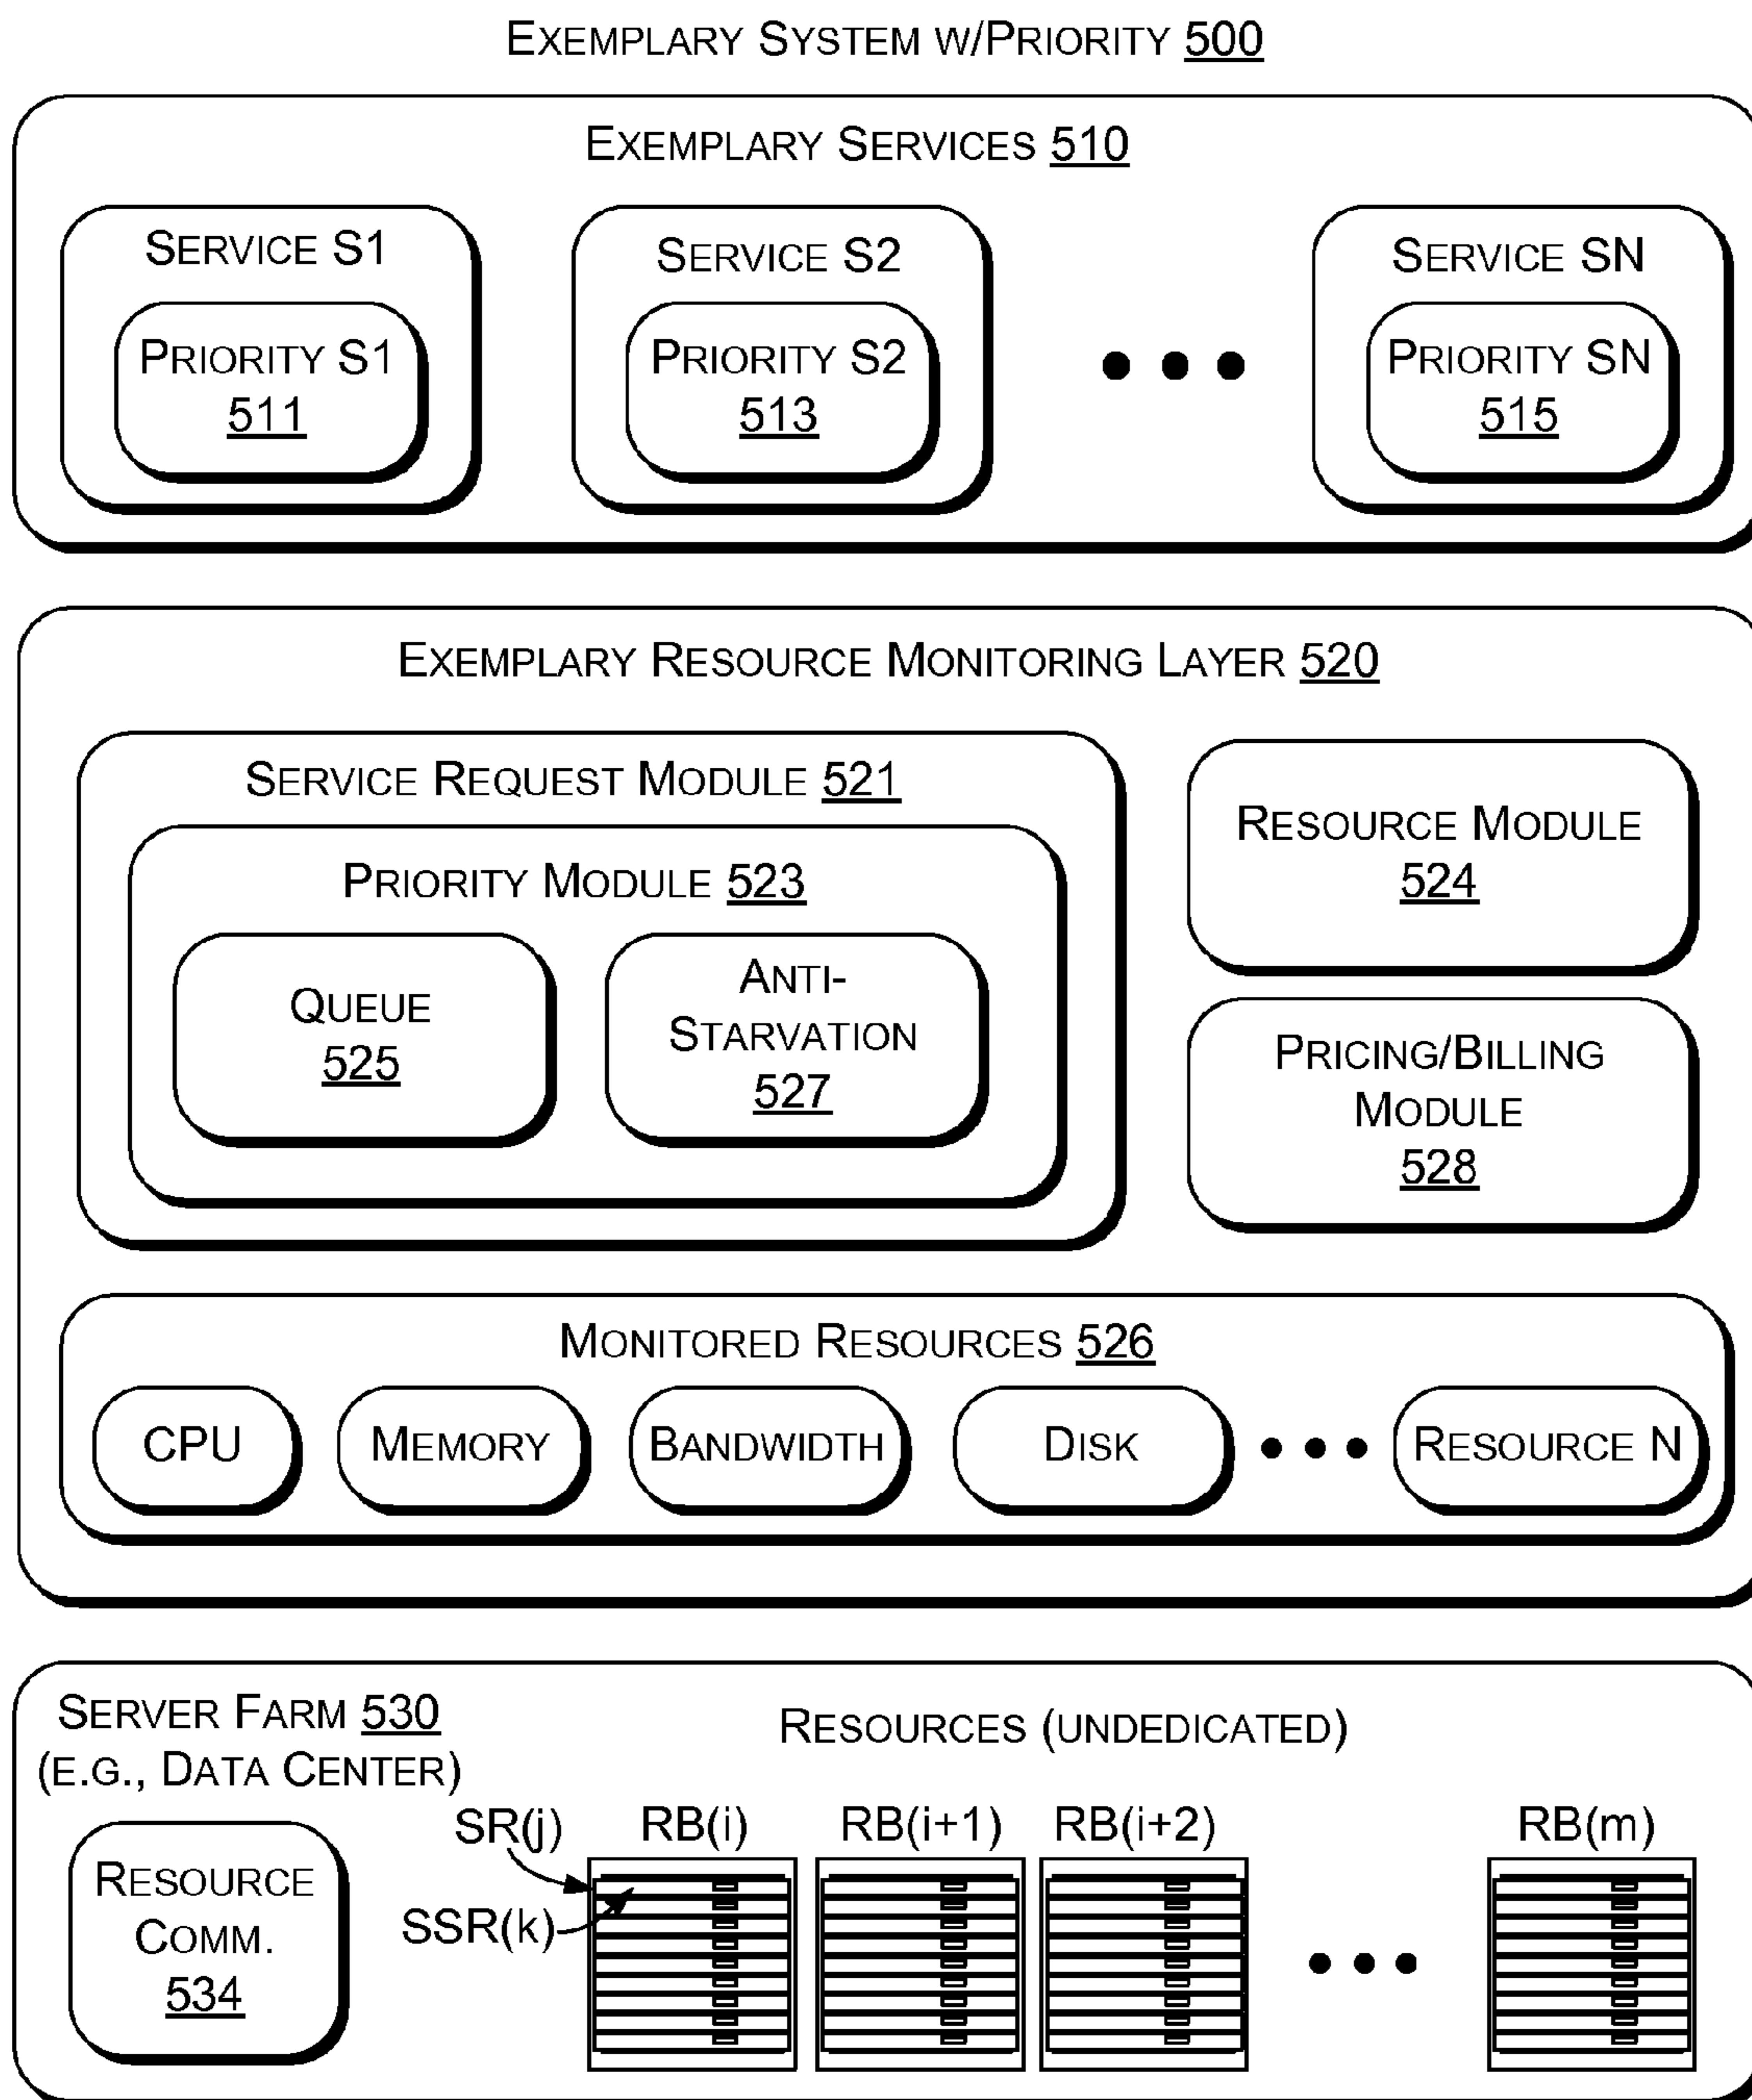 EXEMPLARY SYSTEM W/PRIORITY 500
EXEMPLARY SERVICES 510
SERVICE S1
PRIORITY S1
511
SERVICE S2
PRIORITY S2
513
SERVICE SN
PRIORITY SN
515
EXEMPLARY RESOURCE MONITORING LAYER 520
SERVICE REQUEST MODULE 521
PRIORITY MODULE 523
QUEUE
525
ANTI-
STARVATION
527
RESOURCE MODULE
524
PRICING/BILLING
MODULE
528
MONITORED RESOURCES 526
CPU
MEMORY
BANDWIDTH
DISK
RESOURCE N
SERVER FARM 530
(E.G., DATA CENTER)
RESOURCES (UNDEDICATED)
RESOURCE
COMM.
534
SR(j)
SSR(k)
RB(i)
RB(i+1)
RB(i+2)
RB(m)